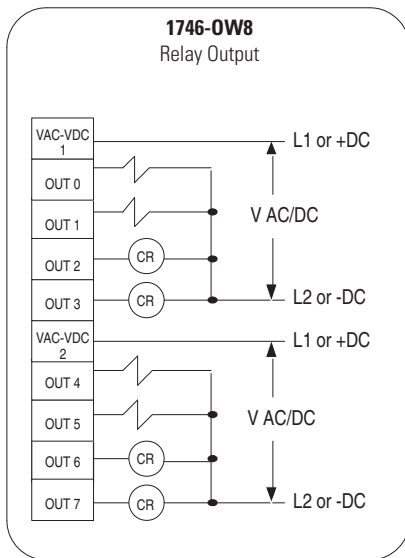 1746-OW8
Relay Output
VAC-VDC
1
L1 or +DC
OUT 0
OUT 1
V AC/DC
OUT 2
CR
OUT 3
CR
L2 or -DC
VAC-VDC
2
L1 or +DC
OUT 4
OUT 5
V AC/DC
OUT 6
CR
OUT 7
CR
L2 or -DC